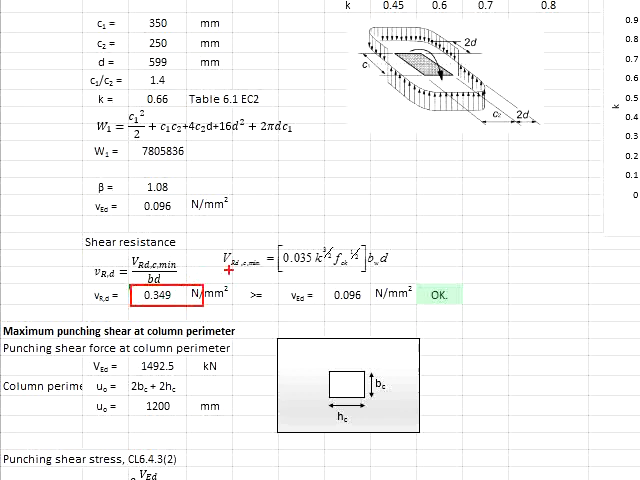 k 0.45 0.6 0.7 0.8
c₁ = 350 mm
c₂ = 250 mm
d = 599 mm
c₁/c₂ = 1.4
k = 0.66 Table 6.1 EC2
W₁ = c₁²/2 + c₁c₂+4c₂d+16d² + 2πdc₁
W₁ = 7805836
β = 1.08
vEd = 0.096 N/mm²
2d
c₁
c₂ 2d
0.9
0.8
0.7
0.6
0.5
k
0.4
0.3
0.2
0.1
0
Shear resistance
vR,d = VRd,c,min/bd
VRd,c,min = [0.035 k^3/2 fck^1/2] bw d
vR,d = 0.349 N/mm² >= vEd = 0.096 N/mm² OK.
Maximum punching shear at column perimeter
Punching shear force at column perimeter
VEd = 1492.5 kN
Column perime uo = 2bc + 2hc
uo = 1200 mm
bc
hc
Punching shear stress, CL6.4.3(2)
VEd